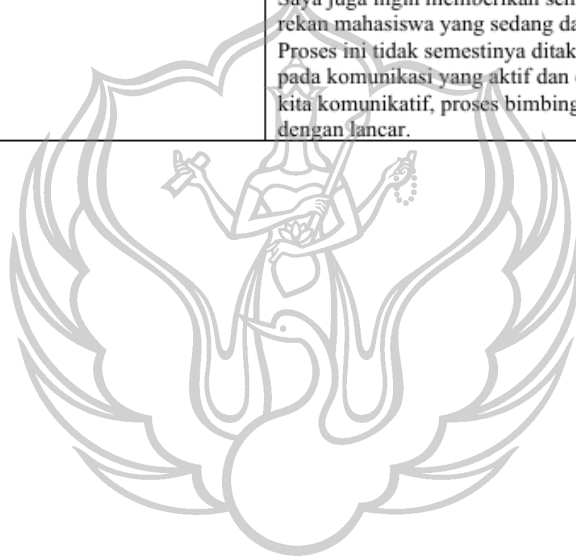 Saya juga ingin memberikan
rekan mahasiswa yang sedang
Proses ini tidak semestinya
pada komunikasi yang aktif dan
kita komunikatif, proses
dengan lancar.